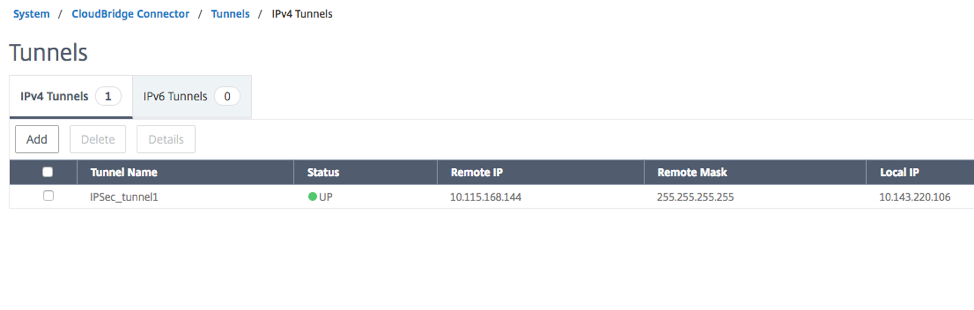 System / CloudBridge Connector / Tunnels / IPv4 Tunnels
Tunnels
IPv4 Tunnels 1 IPv6 Tunnels 0
Add Delete Details
Tunnel Name Status Remote IP Remote Mask Local IP
IPSec_tunnel1 UP 10.115.168.144 255.255.255.255 10.143.220.106